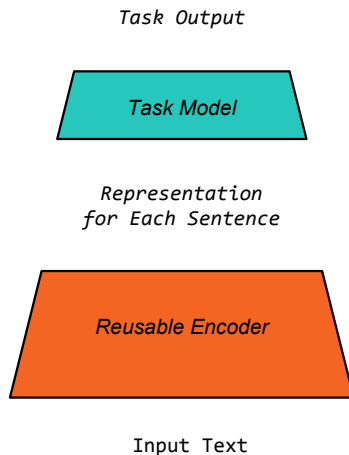 Task Output
Task Model
Representation
for Each Sentence
Reusable Encoder
Input Text